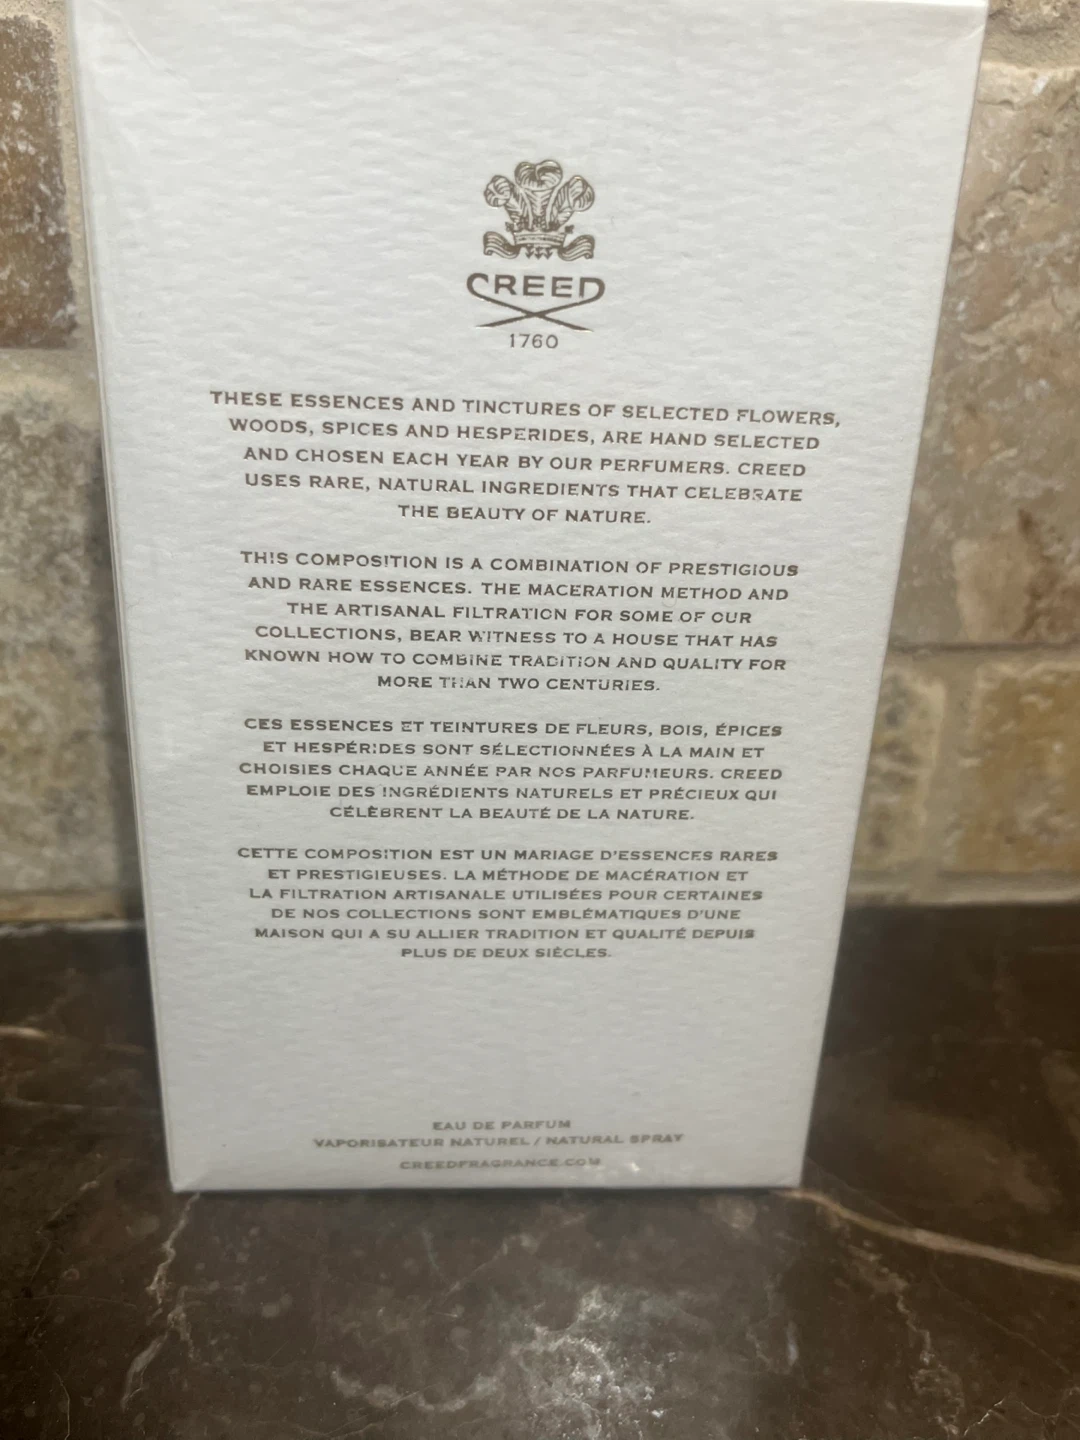 CREED
1760
THESE ESSENCES AND TINCTURES OF SELECTED FLOWERS,
WOODS, SPICES AND HESPERIDES, ARE HAND SELECTED
AND CHOSEN EACH YEAR BY OUR PERFUMERS. CREED
USES RARE, NATURAL INGREDIENTS THAT CELEBRATE
THE BEAUTY OF NATURE.
THIS COMPOSITION IS A COMBINATION OF PRESTIGIOUS
AND RARE ESSENCES. THE MACERATION METHOD AND
THE ARTISANAL FILTRATION FOR SOME OF OUR
COLLECTIONS, BEAR WITNESS TO A HOUSE THAT HAS
KNOWN HOW TO COMBINE TRADITION AND QUALITY FOR
MORE THAN TWO CENTURIES.
CES ESSENCES ET TEINTURES DE FLEURS, BOIS, ÉPICES
ET HESPÉRIDES SONT SÉLECTIONNÉES À LA MAIN ET
CHOISIES CHAQUE ANNÉE PAR NOS PARFUMEURS. CREED
EMPLOIE DES INGRÉDIENTS NATURELS ET PRÉCIEUX QUI
CÉLÈBRENT LA BEAUTÉ DE LA NATURE.
CETTE COMPOSITION EST UN MARIAGE D'ESSENCES RARES
ET PRESTIGIEUSES. LA MÉTHODE DE MACÉRATION ET
LA FILTRATION ARTISANALE UTILISÉES POUR CERTAINES
DE NOS COLLECTIONS SONT EMBLÉMATIQUES D'UNE
MAISON QUI A SU ALLIER TRADITION ET QUALITÉ DEPUIS
PLUS DE DEUX SIÈCLES.
EAU DE PARFUM
VAPORISATEUR NATUREL / NATURAL SPRAY
CREEDFRAGRANCE.COM